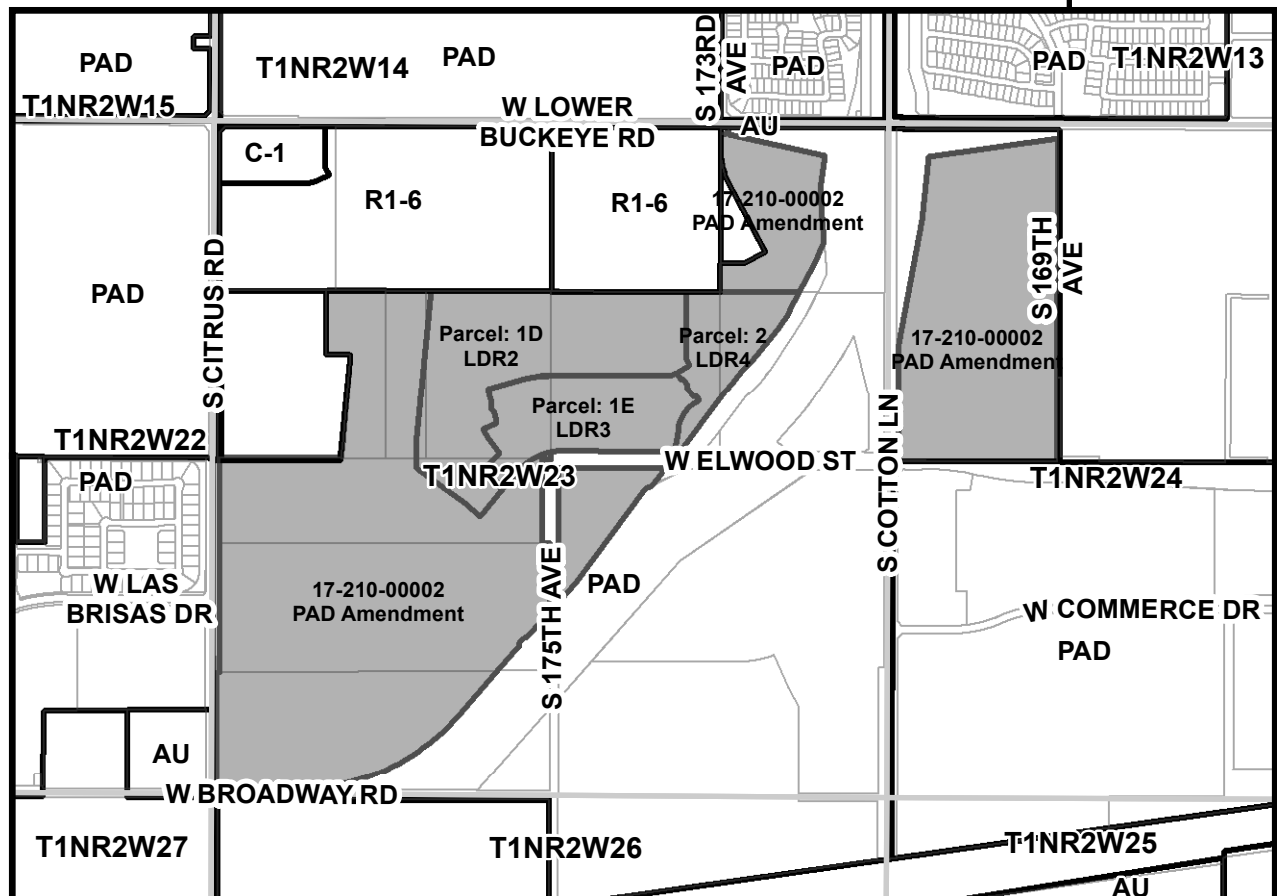 PAD
T1NR2W14
PAD
S 173RD
AVE
PAD
PAD
T1NR2W13
T1NR2W15
W LOWER
BUCKEYE RD
AU
C-1
R1-6
R1-6
17-210-00002
PAD Amendment
S CITRUS RD
PAD
S 169TH
AVE
Parcel: 1D
LDR2
Parcel: 2
LDR4
17-210-00002
PAD Amendment
Parcel: 1E
LDR3
T1NR2W22
PAD
T1NR2W23
W ELWOOD ST
S COTTON LN
T1NR2W24
W LAS
BRISAS DR
17-210-00002
PAD Amendment
S 175TH AVE
PAD
W COMMERCE DR
PAD
AU
W BROADWAY RD
T1NR2W27
T1NR2W26
T1NR2W25
AU